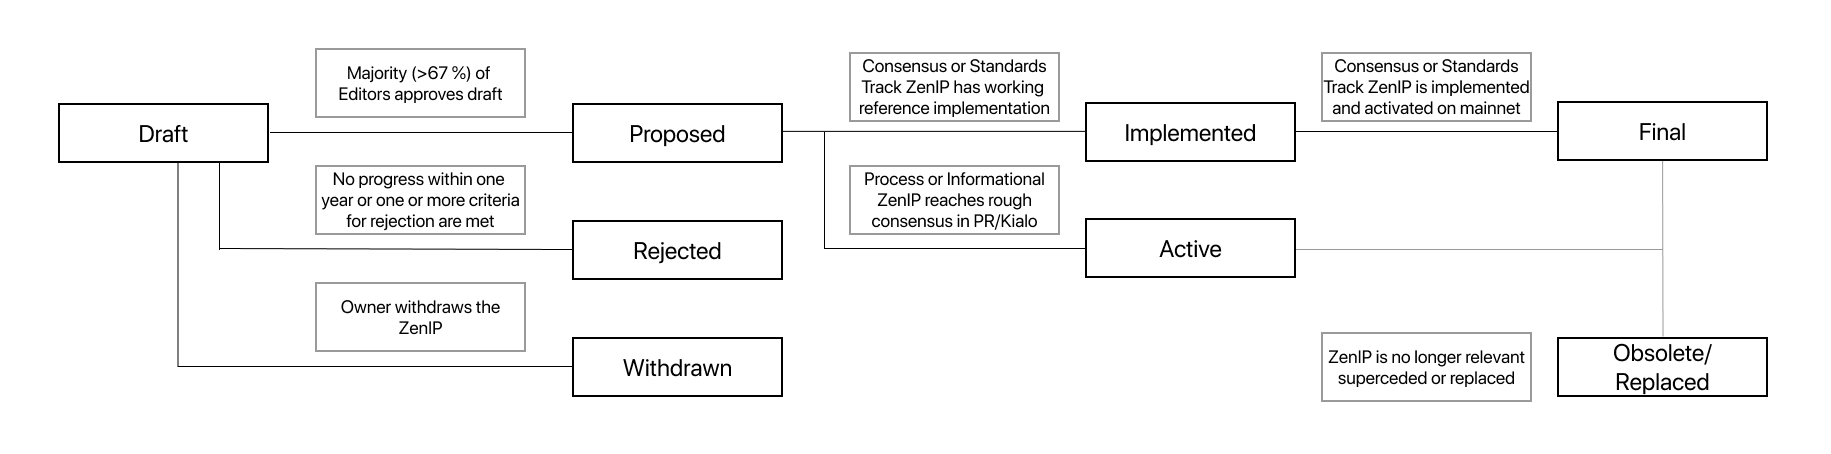 Majority (>67 %) of
Editors approves draft
Consensus or Standards
Track ZenIP has working
reference implementation
Consensus or Standards
Track ZenIP is implemented
and activated on mainnet
Draft
Proposed
Implemented
Final
No progress within one
year or one or more criteria
for rejection are met
Process or Informational
ZenIP reaches rough
consensus in PR/Kialo
Rejected
Active
Owner withdraws the
ZenIP
Withdrawn
ZenIP is no longer relevant
superceded or replaced
Obsolete/
Replaced